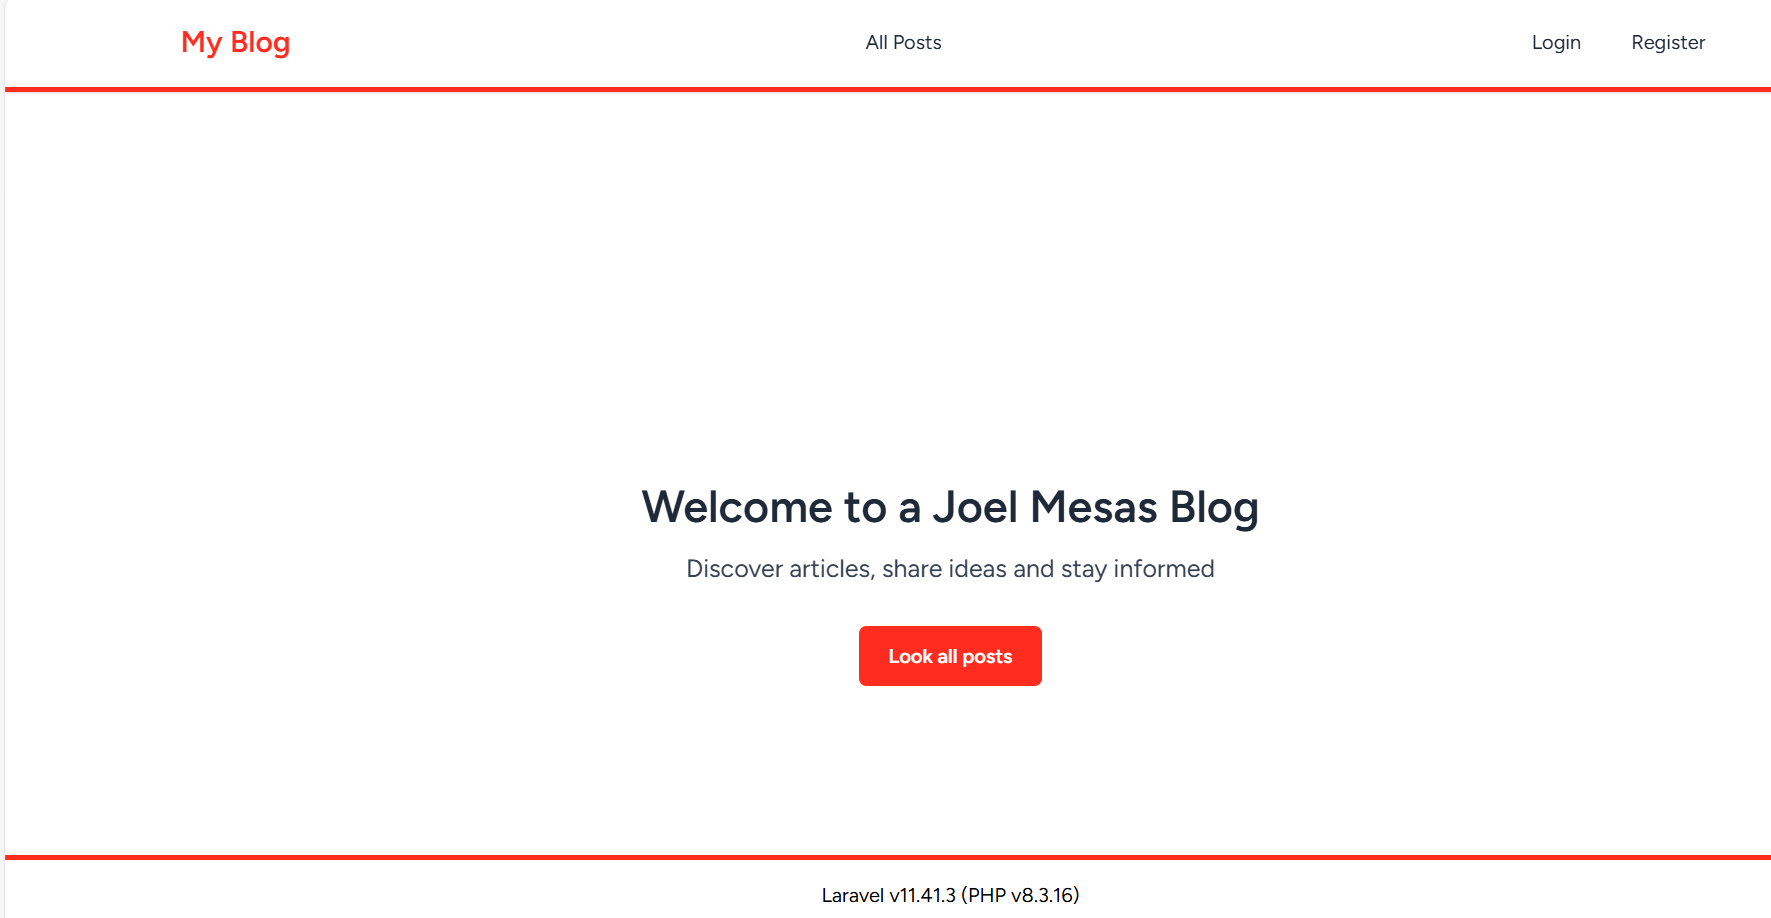 My Blog
All Posts
Login
Register
Welcome to a Joel Mesas Blog
Discover articles, share ideas and stay informed
Look all posts
Laravel v11.41.3 (PHP v8.3.16)